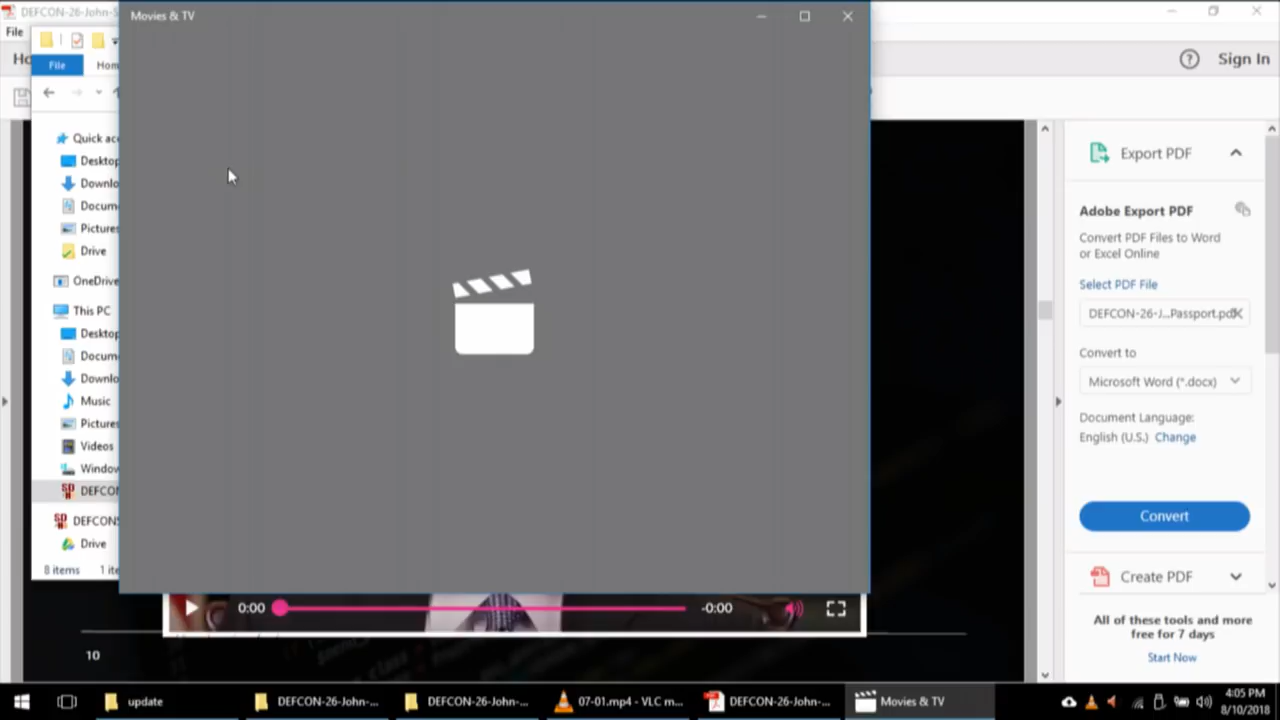 DEFCON-26-John-S
Movies & TV
File
File
Hom
Ho
Sign In
Quick acc
Desktop
Downlo
Docum
Pictures
Drive
OneDrive
This PC
Desktop
Docum
Downlo
Music
Pictures
Videos
Window
DEFCON
DEFCONS
Drive
8 items 1 ite
Export PDF
Adobe Export PDF
Convert PDF Files to Word
or Excel Online
Select PDF File
DEFCON-26-J...Passport.pdf
Convert to
Microsoft Word (*.docx)
Document Language:
English (U.S.) Change
Convert
Create PDF
All of these tools and more
free for 7 days
Start Now
0:00
-0:00
10
update
DEFCON-26-John-...
DEFCON-26-John-...
07-01.mp4 - VLC m...
DEFCON-26-John-...
Movies & TV
4:05 PM
8/10/2018